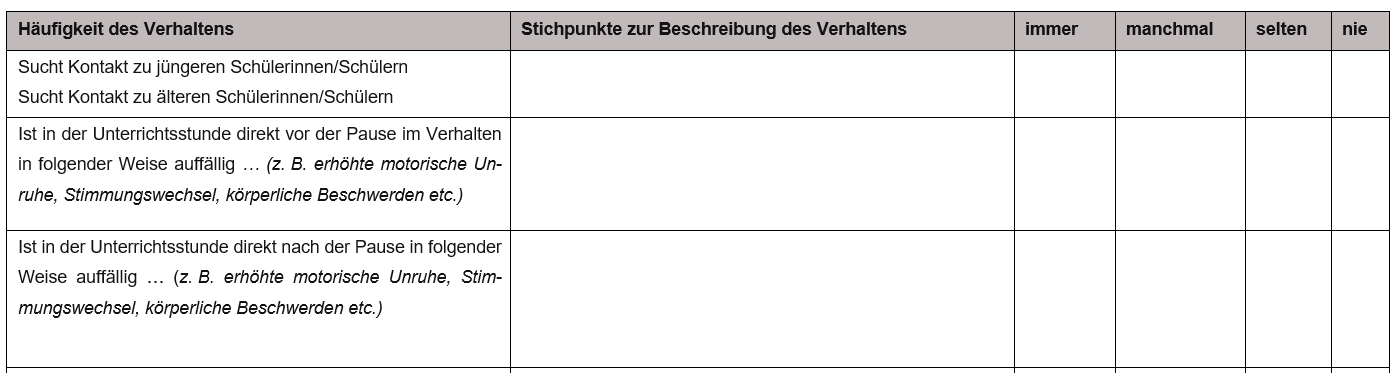 Häufigkeit des Verhaltens Stichpunkte zur Beschreibung des Verhaltens immer manchmal selten nie
Sucht Kontakt zu jüngeren Schülerinnen/Schülern
Sucht Kontakt zu älteren Schülerinnen/Schülern
Ist in der Unterrichtsstunde direkt vor der Pause im Verhalten
in folgender Weise auffällig … (z. B. erhöhte motorische Un-
ruhe, Stimmungswechsel, körperliche Beschwerden etc.)
Ist in der Unterrichtsstunde direkt nach der Pause in folgender
Weise auffällig … (z. B. erhöhte motorische Unruhe, Stim-
mungswechsel, körperliche Beschwerden etc.)